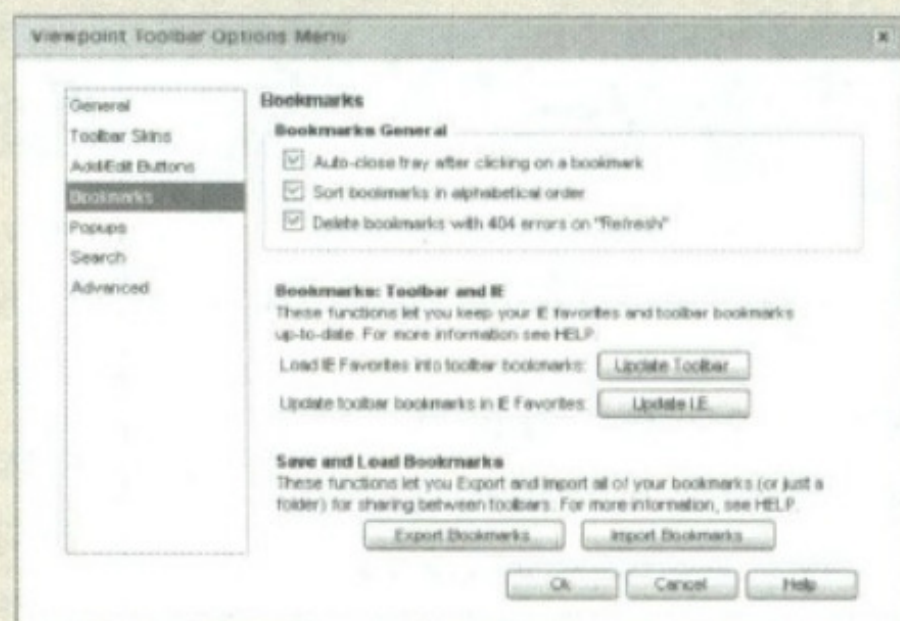 Viewpoint Toolbar Options Menu
General
Toolbar Skins
Add/Edit Buttons
Bookmarks
Popups
Search
Advanced
Bookmarks
Bookmarks General
Auto-close tray after clicking on a bookmark
Sort bookmarks in alphabetical order
Delete bookmarks with 404 errors on "Refresh"
Bookmarks: Toolbar and IE
These functions let you keep your IE favorites and toolbar bookmarks
up-to-date. For more information see HELP.
Load IE Favorites into toolbar bookmarks: Update Toolbar
Update toolbar bookmarks in IE Favorites: Update I.E.
Save and Load Bookmarks
These functions let you Export and Import all of your bookmarks (or just a
folder) for sharing between toolbars. For more information, see HELP.
Export Bookmarks Import Bookmarks
Ok Cancel Help